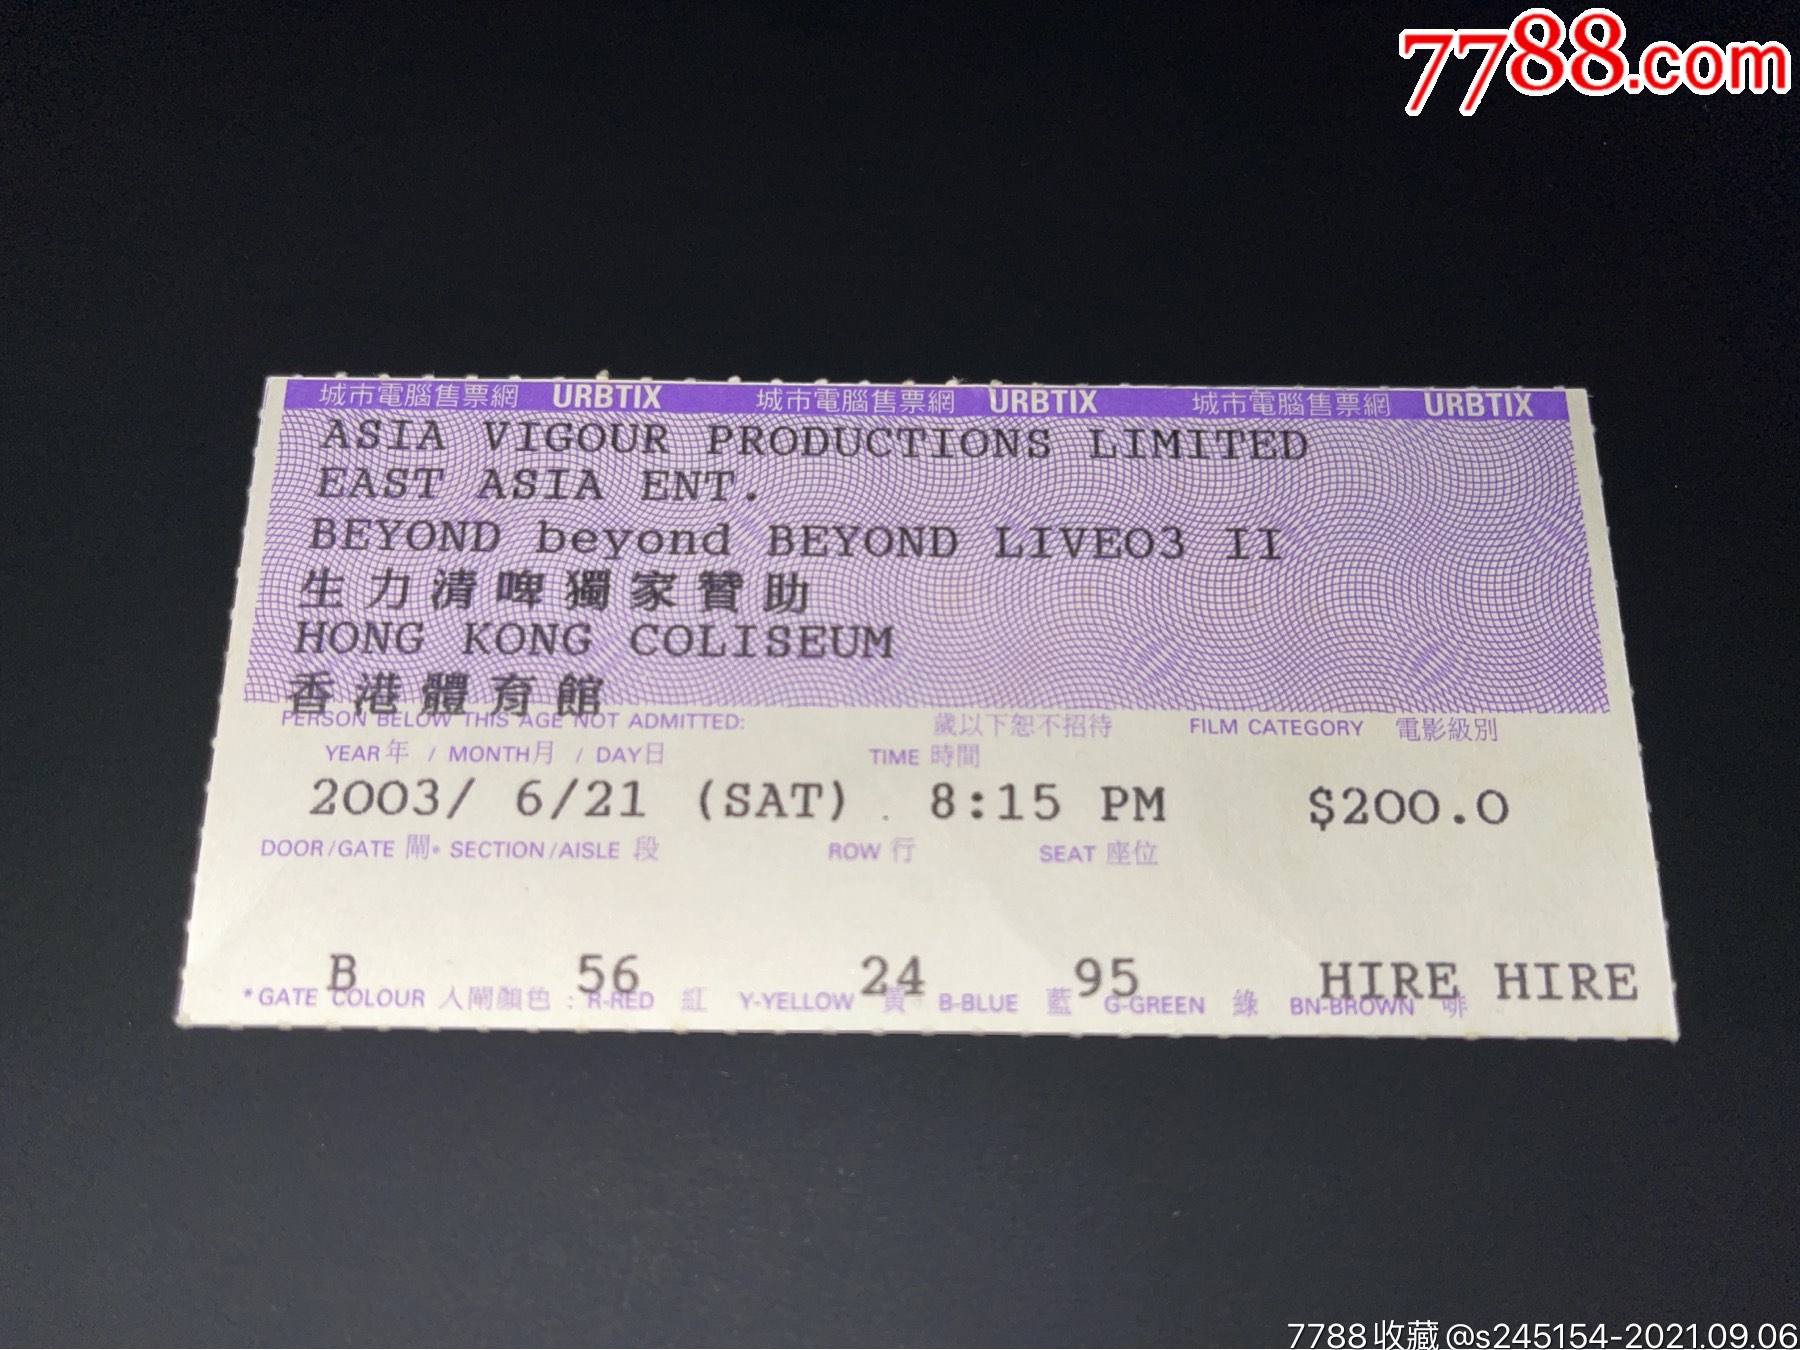 7788.com
城市電腦售票網 URBTIX 城市電腦售票網 URBTIX 城市電腦售票網 URBTIX
ASIA VIGOUR PRODUCTIONS LIMITED
EAST ASIA ENT.
BEYOND beyond BEYOND LIVE03 II
生力清啤獨家贊助
HONG KONG COLISEUM
香港體育館
PERSON BELOW THIS AGE NOT ADMITTED: 歲以下恕不招待 FILM CATEGORY 電影級別
YEAR年 / MONTH月 / DAY日 TIME 時間
2003/ 6/21 (SAT) 8:15 PM $200.0
DOOR/GATE 閘* SECTION/AISLE 段 ROW 行 SEAT 座位
B 56 24 95 HIRE HIRE
*GATE COLOUR 入閘顏色 : R-RED 紅 Y-YELLOW 黃 B-BLUE 藍 G-GREEN 綠 BN-BROWN 啡
7788收藏@s245154-2021.09.06